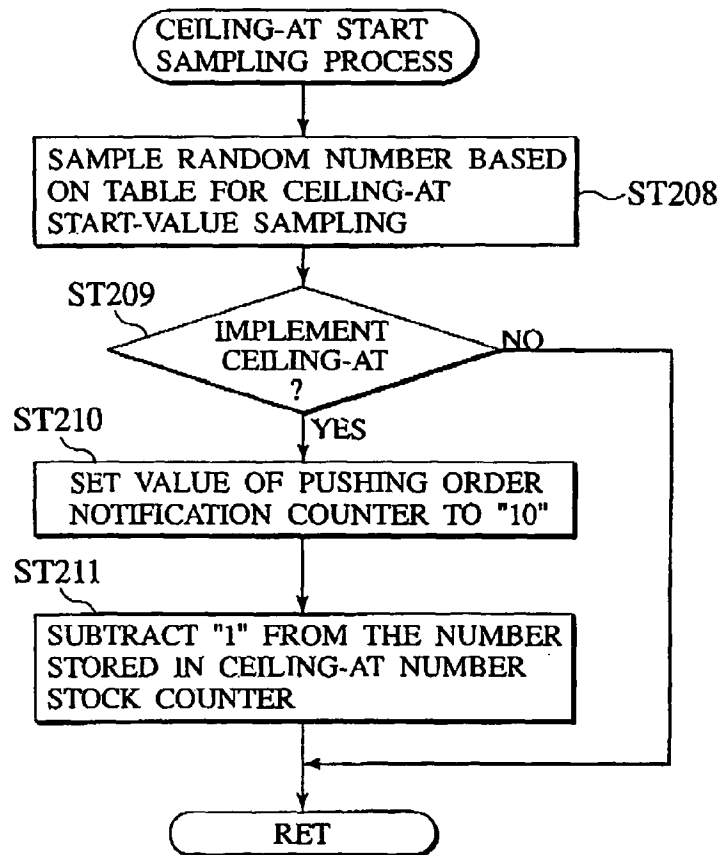 CEILING-AT START
SAMPLING PROCESS
SAMPLE RANDOM NUMBER BASED
ON TABLE FOR CEILING-AT
START-VALUE SAMPLING
ST208
ST209
IMPLEMENT
CEILING-AT
?
NO
YES
ST210
SET VALUE OF PUSHING ORDER
NOTIFICATION COUNTER TO "10"
ST211
SUBTRACT "1" FROM THE NUMBER
STORED IN CEILING-AT NUMBER
STOCK COUNTER
RET